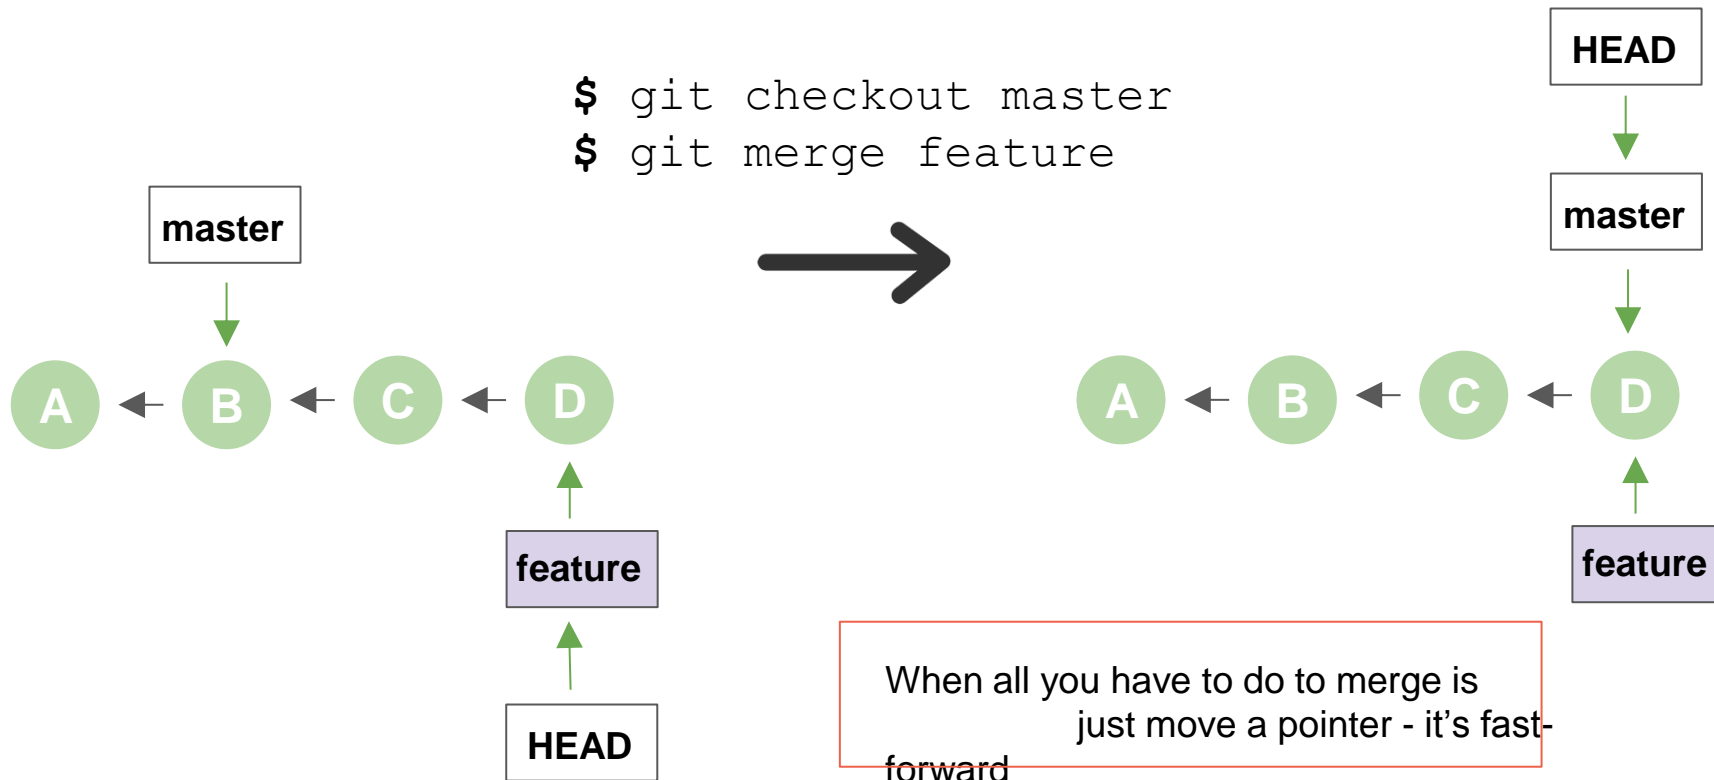 $ git checkout master
$ git merge feature
master
A
B
C
D
feature
HEAD
HEAD
master
A
B
C
D
feature
When all you have to do to merge is
just move a pointer - it’s fast-
forward